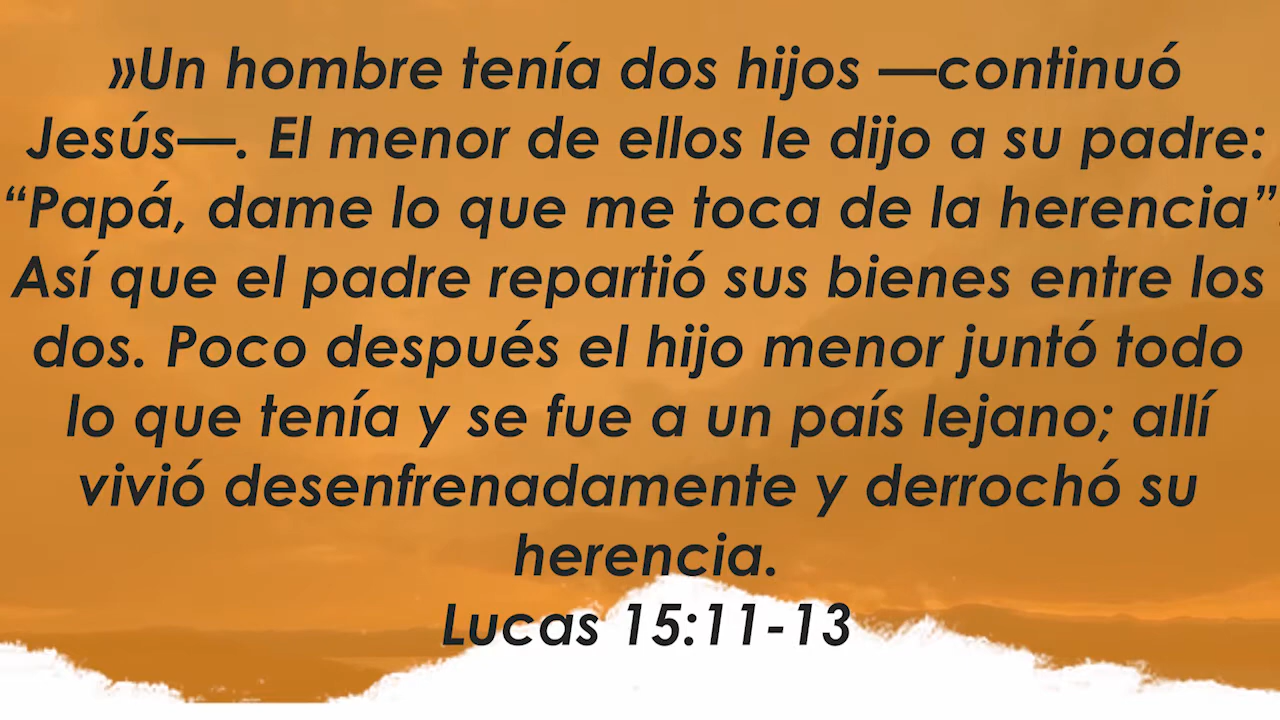 »Un hombre tenía dos hijos —continuó
Jesús—. El menor de ellos le dijo a su padre:
“Papá, dame lo que me toca de la herencia”.
Así que el padre repartió sus bienes entre los
dos. Poco después el hijo menor juntó todo
lo que tenía y se fue a un país lejano; allí
vivió desenfrenadamente y derrochó su
herencia.
Lucas 15:11-13